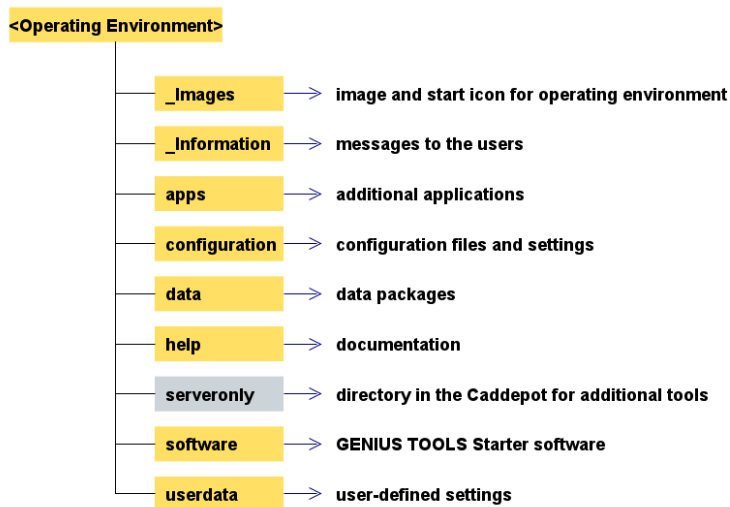 <Operating Environment>
_Images image and start icon for operating environment
_Information messages to the users
apps additional applications
configuration configuration files and settings
data data packages
help documentation
serveronly directory in the Caddepot for additional tools
software GENIUS TOOLS Starter software
userdata user-defined settings